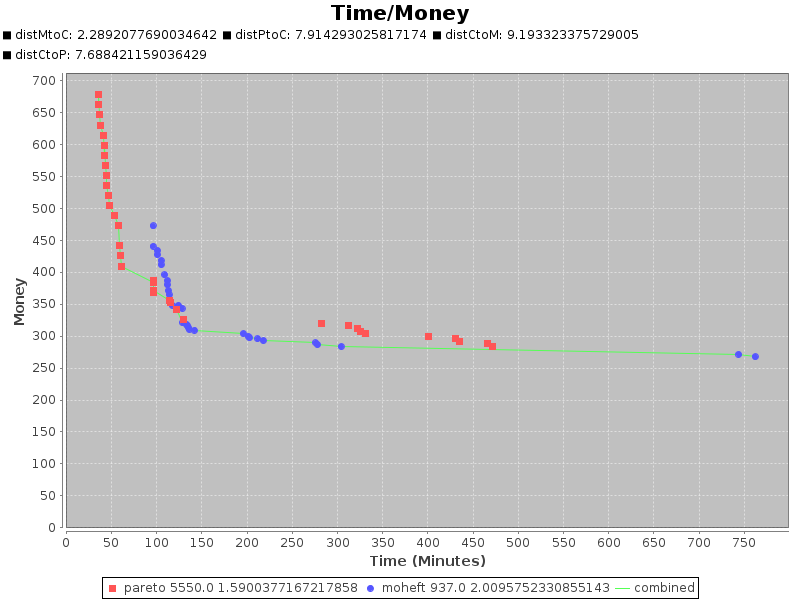 Time/Money
distMtoC: 2.2892077690034642 distPtoC: 7.914293025817174 distCtoM: 9.193323375729005
distCtoP: 7.688421159036429
700
650
600
550
500
450
400
350
300
250
200
150
100
50
0
Money
0 50 100 150 200 250 300 350 400 450 500 550 600 650 700 750
Time (Minutes)
pareto 5550.0 1.5900377167217858 moheft 937.0 2.0095752330855143 combined